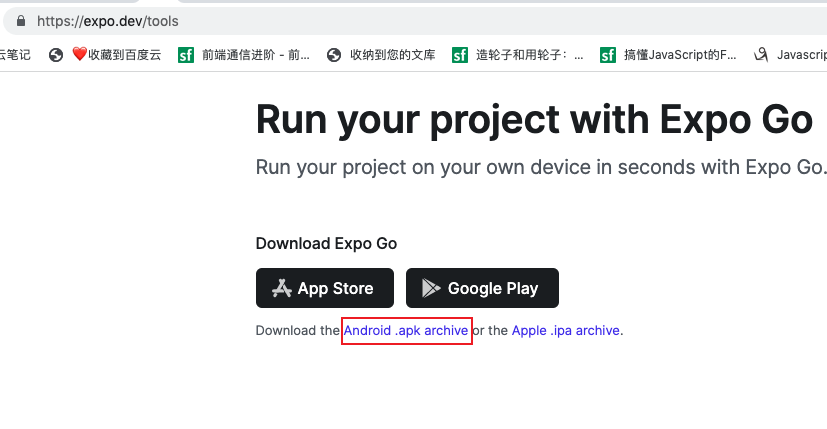 https://expo.dev/tools
云笔记 ❤️收藏到百度云 sf 前端通信进阶 - 前... 收纳到您的文库 sf 造轮子和用轮子：... sf 搞懂JavaScript的F... Javascrip
Run your project with Expo Go
Run your project on your own device in seconds with Expo Go.
Download Expo Go
App Store Google Play
Download the Android .apk archive or the Apple .ipa archive.